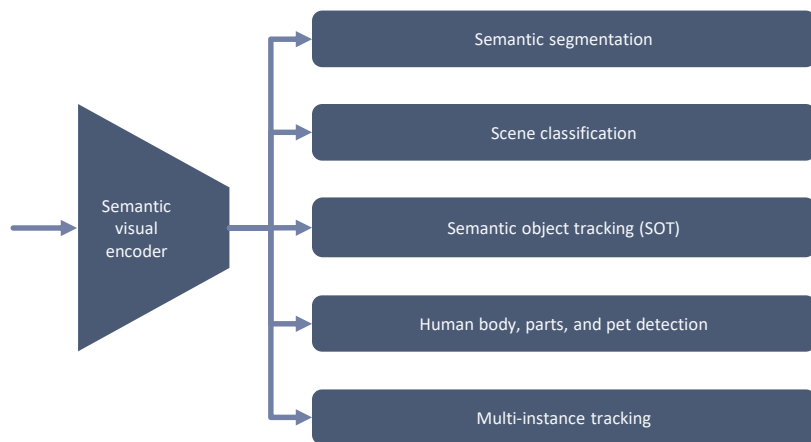 Semantic segmentation
Scene classification
Semantic
visual
encoder
Semantic object tracking (SOT)
Human body, parts, and pet detection
Multi-instance tracking